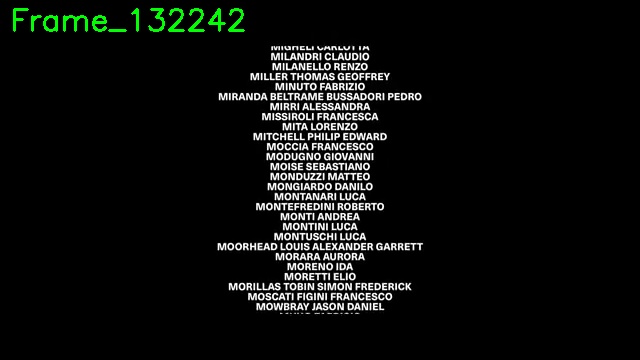 Frame_132242
MIGHELI CARLOTTA
MILANDRI CLAUDIO
MILANELLO RENZO
MILLER THOMAS GEOFFREY
MINUTO FABRIZIO
MIRANDA BELTRAME BUSSADORI PEDRO
MIRRI ALESSANDRA
MISSIROLI FRANCESCA
MITA LORENZO
MITCHELL PHILIP EDWARD
MOCCIA FRANCESCO
MODUGNO GIOVANNI
MOISE SEBASTIANO
MONDUZZI MATTEO
MONGIARDO DANILO
MONTANARI LUCA
MONTEFREDINI ROBERTO
MONTI ANDREA
MONTINI LUCA
MONTUSCHI LUCA
MOORHEAD LOUIS ALEXANDER GARRETT
MORARA AURORA
MORENO IDA
MORETTI ELIO
MORILLAS TOBIN SIMON FREDERICK
MOSCATI FIGINI FRANCESCO
MOWBRAY JASON DANIEL